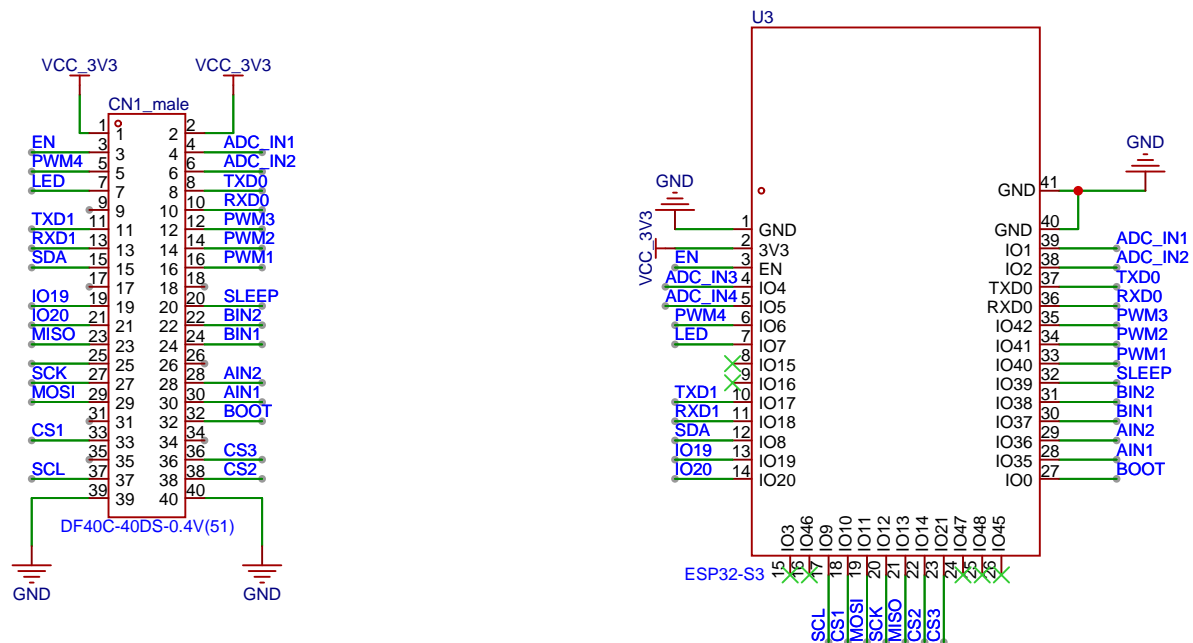 VCC_3V3 VCC_3V3
CN1_male
1 1 2 2
EN 3 3 4 4 ADC_IN1
PWM4 5 5 6 6 ADC_IN2
LED 7 7 8 8 TXD0
9 9 10 10 RXD0
TXD1 11 11 12 12 PWM3
RXD1 13 13 14 14 PWM2
SDA 15 15 16 16 PWM1
17 17 18 18
IO19 19 19 20 20 SLEEP
IO20 21 21 22 22 BIN2
MISO 23 23 24 24 BIN1
25 25 26 26
SCK 27 27 28 28 AIN2
MOSI 29 29 30 30 AIN1
31 31 32 32 BOOT
CS1 33 33 34 34
35 35 36 36 CS3
SCL 37 37 38 38 CS2
39 39 40 40
DF40C-40DS-0.4V(51)
GND GND
U3
GND
GND 41
GND
1 GND GND 40
VCC_3V3 2 3V3 IO1 39 ADC_IN1
EN 3 EN IO2 38 ADC_IN2
ADC_IN3 4 IO4 TXD0 37 TXD0
ADC_IN4 5 IO5 RXD0 36 RXD0
PWM4 6 IO6 IO42 35 PWM3
LED 7 IO7 IO41 34 PWM2
8 IO15 IO40 33 PWM1
9 IO16 IO39 32 SLEEP
TXD1 10 IO17 IO38 31 BIN2
RXD1 11 IO18 IO37 30 BIN1
SDA 12 IO8 IO36 29 AIN2
IO19 13 IO19 IO35 28 AIN1
IO20 14 IO20 IO0 27 BOOT
IO3 IO46 IO9 IO10 IO11 IO12 IO13 IO14 IO21 IO47 IO48 IO45
ESP32-S3
15 16 17 18 19 20 21 22 23 24 25 26
SCL CS1 MOSI SCK MISO CS2 CS3